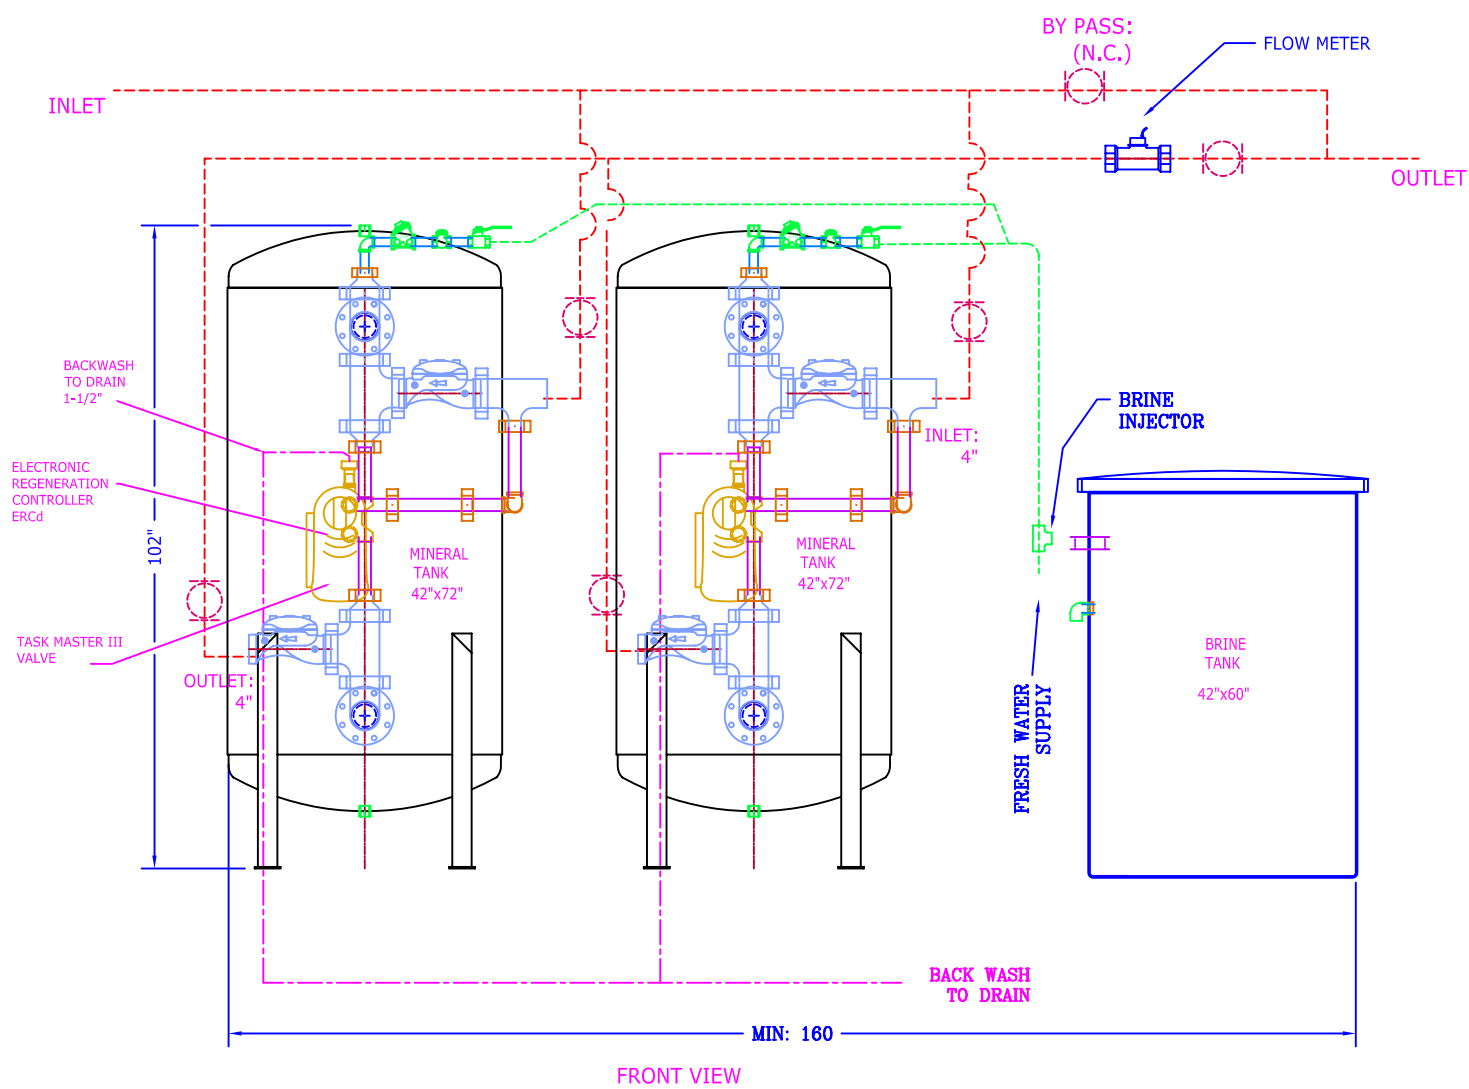 BY PASS:
(N.C.)
FLOW METER
INLET
OUTLET
BACKWASH
TO DRAIN
1-1/2"
ELECTRONIC
REGENERATION
CONTROLLER
ERCd
102"
TASK MASTER III
VALVE
OUTLET:
4"
MINERAL
TANK
42"x72"
INLET:
4"
MINERAL
TANK
42"x72"
BRINE
INJECTOR
FRESH WATER
SUPPLY
BRINE
TANK
42"x60"
BACK WASH
TO DRAIN
MIN: 160
FRONT VIEW